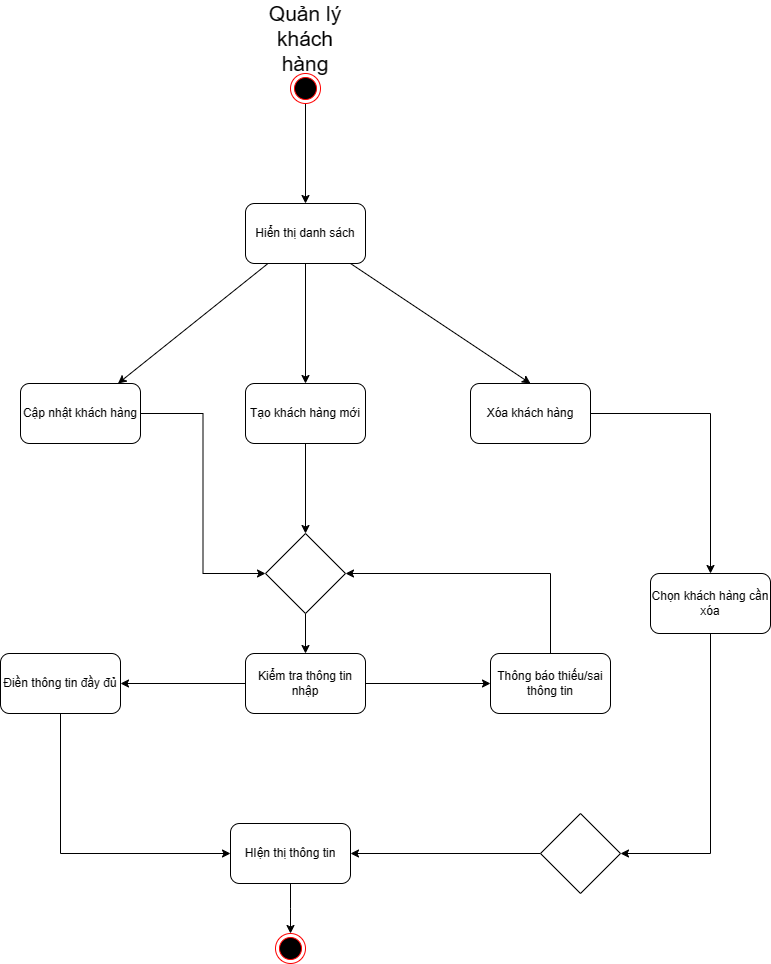 Quản lý
khách
hàng
Hiển thị danh sách
Cập nhật khách hàng
Tạo khách hàng mới
Xóa khách hàng
Chọn khách hàng cần
xóa
Điền thông tin đầy đủ
Kiểm tra thông tin
nhập
Thông báo thiếu/sai
thông tin
HIện thị thông tin